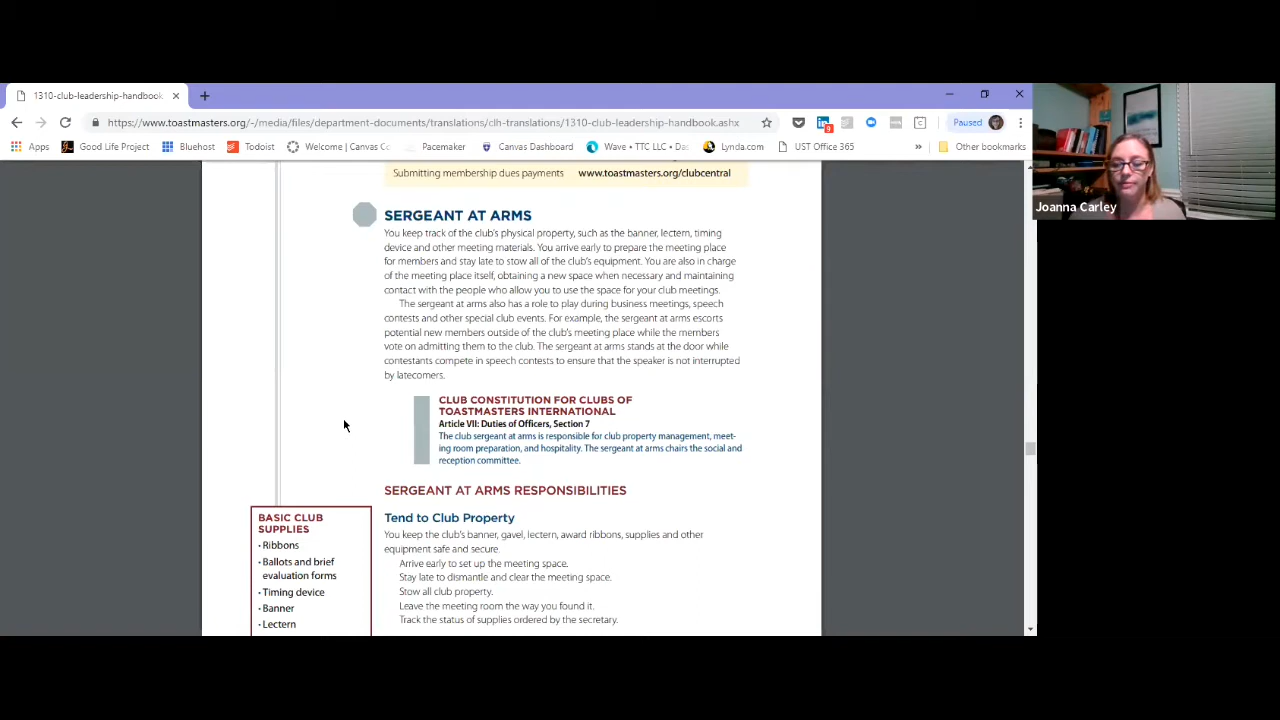 1310-club-leadership-handbook
https://www.toastmasters.org/-/media/files/department-documents/translations/clh-translations/1310-club-leadership-handbook.ashx
9
Paused
Apps Good Life Project Bluehost Todoist Welcome | Canvas Co Pacemaker Canvas Dashboard Wave • TTC LLC • Das Lynda.com UST Office 365 » Other bookmarks
Joanna Carley
Submitting membership dues payments www.toastmasters.org/clubcentral
SERGEANT AT ARMS
You keep track of the club's physical property, such as the banner, lectern, timing
device and other meeting materials. You arrive early to prepare the meeting place
for members and stay late to stow all of the club's equipment. You are also in charge
of the meeting place itself, obtaining a new space when necessary and maintaining
contact with the people who allow you to use the space for your club meetings.
The sergeant at arms also has a role to play during business meetings, speech
contests and other special club events. For example, the sergeant at arms escorts
potential new members outside of the club's meeting place while the members
vote on admitting them to the club. The sergeant at arms stands at the door while
contestants compete in speech contests to ensure that the speaker is not interrupted
by latecomers.
CLUB CONSTITUTION FOR CLUBS OF
TOASTMASTERS INTERNATIONAL
Article VII: Duties of Officers, Section 7
The club sergeant at arms is responsible for club property management, meet-
ing room preparation, and hospitality. The sergeant at arms chairs the social and
reception committee.
SERGEANT AT ARMS RESPONSIBILITIES
Tend to Club Property
You keep the club's banner, gavel, lectern, award ribbons, supplies and other
equipment safe and secure.
Arrive early to set up the meeting space.
Stay late to dismantle and clear the meeting space.
Stow all club property.
Leave the meeting room the way you found it.
Track the status of supplies ordered by the secretary.
BASIC CLUB
SUPPLIES
• Ribbons
• Ballots and brief
evaluation forms
• Timing device
• Banner
• Lectern